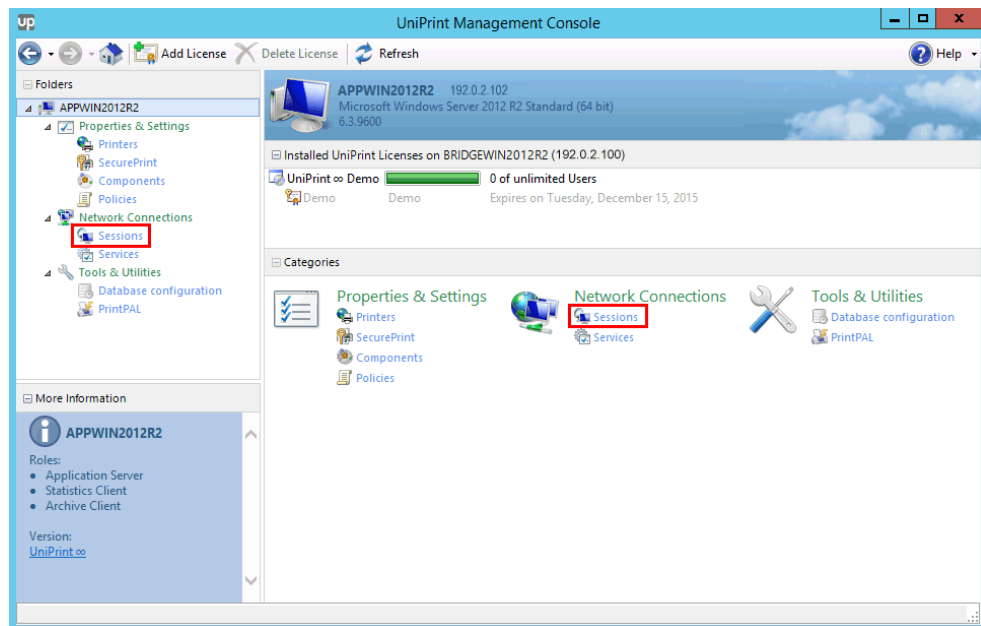 up UniPrint Management Console
Add License Delete License Refresh Help
Folders
APPWIN2012R2
Properties & Settings
Printers
SecurePrint
Components
Policies
Network Connections
Sessions
Services
Tools & Utilities
Database configuration
PrintPAL
More Information
APPWIN2012R2
Roles:
• Application Server
• Statistics Client
• Archive Client
Version:
UniPrint ∞
APPWIN2012R2 192.0.2.102
Microsoft Windows Server 2012 R2 Standard (64 bit)
6.3.9600
Installed UniPrint Licenses on BRIDGEWIN2012R2 (192.0.2.100)
UniPrint ∞ Demo 0 of unlimited Users
Demo Demo Expires on Tuesday, December 15, 2015
Categories
Properties & Settings
Printers
SecurePrint
Components
Policies
Network Connections
Sessions
Services
Tools & Utilities
Database configuration
PrintPAL